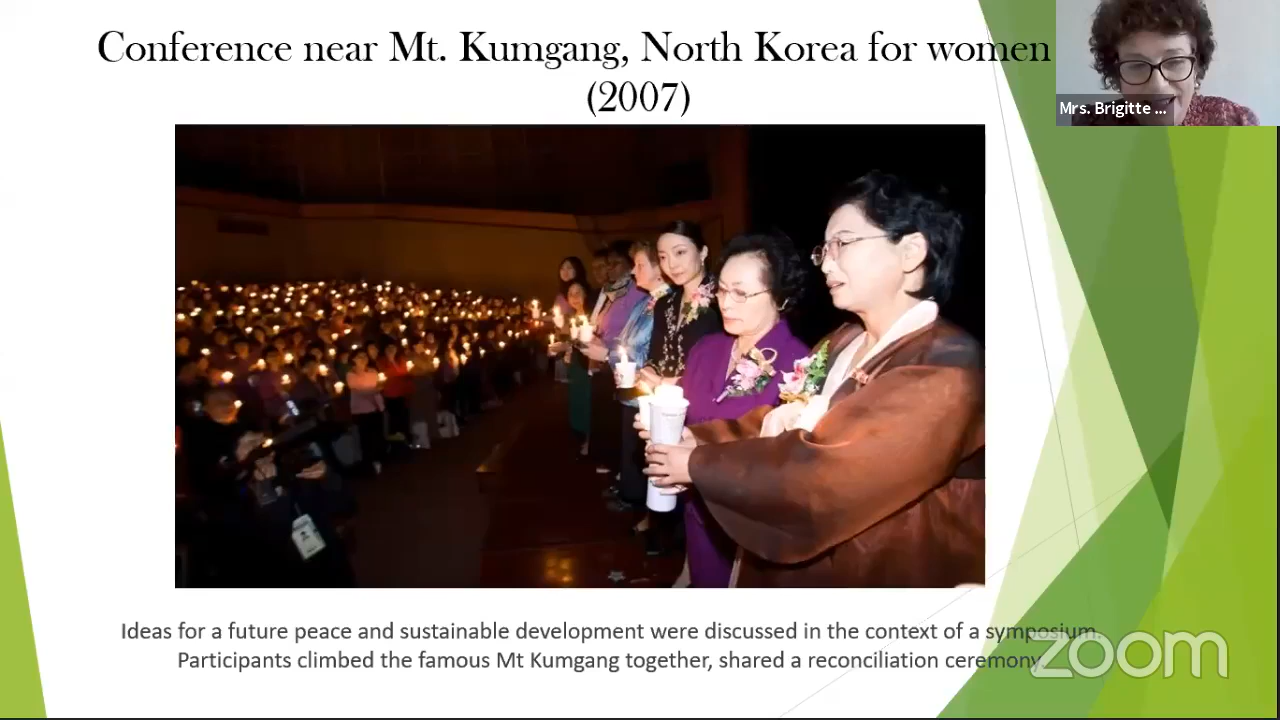 Conference near Mt. Kumgang, North Korea for women
(2007)
Mrs. Brigitte ...
Ideas for a future peace and sustainable development were discussed in the context of a symposium.
Participants climbed the famous Mt Kumgang together, shared a reconciliation ceremony.
zoom